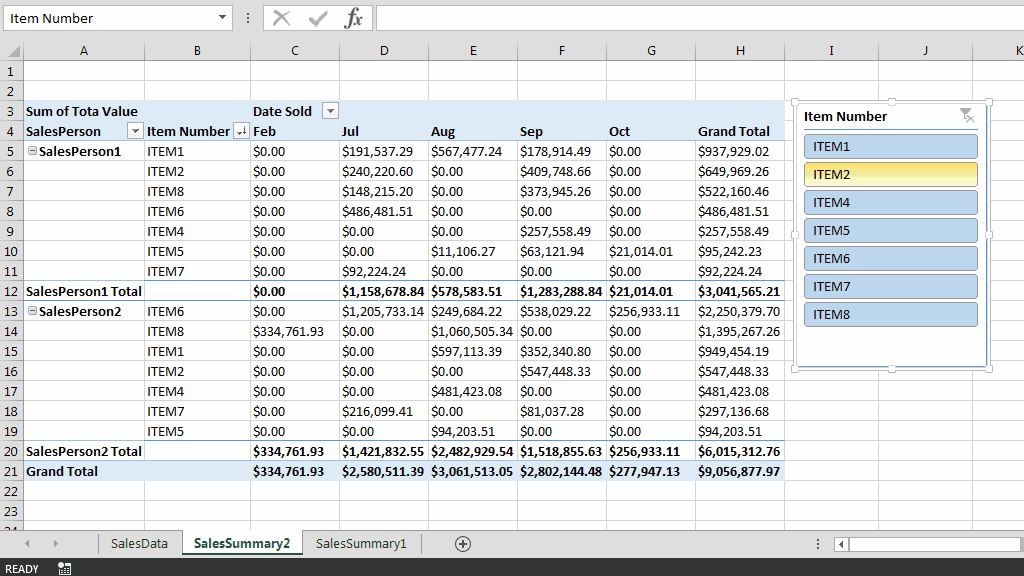 Item Number fx
A B C D E F G H I J K
1
2
3 Sum of Tota Value Date Sold
4 SalesPerson Item Number Feb Jul Aug Sep Oct Grand Total
5 SalesPerson1 ITEM1 $0.00 $191,537.29 $567,477.24 $178,914.49 $0.00 $937,929.02
6 ITEM2 $0.00 $240,220.60 $0.00 $409,748.66 $0.00 $649,969.26
7 ITEM8 $0.00 $148,215.20 $0.00 $373,945.26 $0.00 $522,160.46
8 ITEM6 $0.00 $486,481.51 $0.00 $0.00 $0.00 $486,481.51
9 ITEM4 $0.00 $0.00 $0.00 $257,558.49 $0.00 $257,558.49
10 ITEM5 $0.00 $0.00 $11,106.27 $63,121.94 $21,014.01 $95,242.23
11 ITEM7 $0.00 $92,224.24 $0.00 $0.00 $0.00 $92,224.24
12 SalesPerson1 Total $0.00 $1,158,678.84 $578,583.51 $1,283,288.84 $21,014.01 $3,041,565.21
13 SalesPerson2 ITEM6 $0.00 $1,205,733.14 $249,684.22 $538,029.22 $256,933.11 $2,250,379.70
14 ITEM8 $334,761.93 $0.00 $1,060,505.34 $0.00 $0.00 $1,395,267.26
15 ITEM1 $0.00 $0.00 $597,113.39 $352,340.80 $0.00 $949,454.19
16 ITEM2 $0.00 $0.00 $0.00 $547,448.33 $0.00 $547,448.33
17 ITEM4 $0.00 $0.00 $481,423.08 $0.00 $0.00 $481,423.08
18 ITEM7 $0.00 $216,099.41 $0.00 $81,037.28 $0.00 $297,136.68
19 ITEM5 $0.00 $0.00 $94,203.51 $0.00 $0.00 $94,203.51
20 SalesPerson2 Total $334,761.93 $1,421,832.55 $2,482,929.54 $1,518,855.63 $256,933.11 $6,015,312.76
21 Grand Total $334,761.93 $2,580,511.39 $3,061,513.05 $2,802,144.48 $277,947.13 $9,056,877.97
22
23
24
Item Number
ITEM1
ITEM2
ITEM4
ITEM5
ITEM6
ITEM7
ITEM8
SalesData SalesSummary2 SalesSummary1
READY